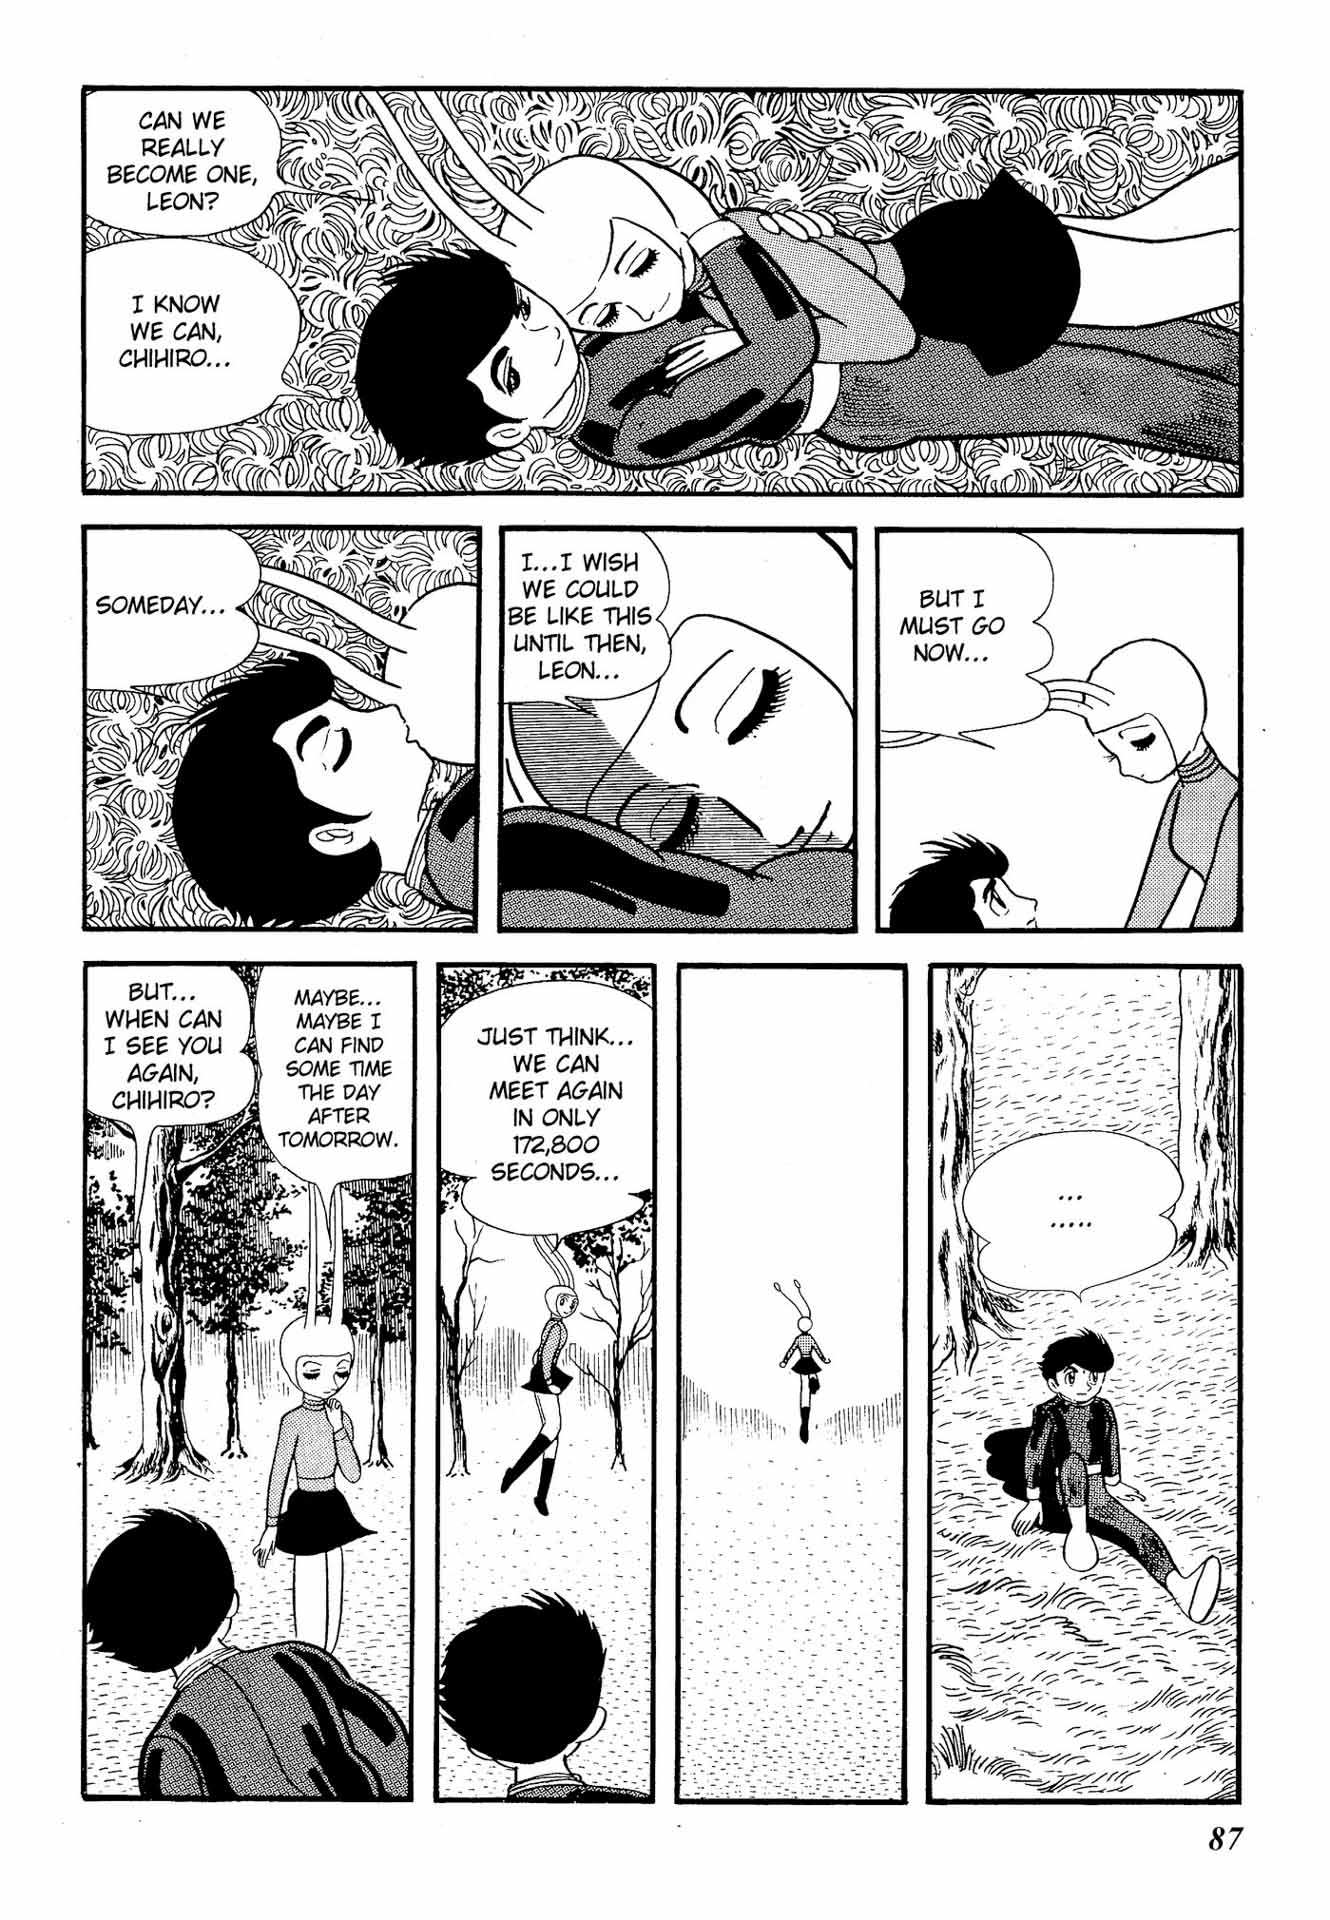 CAN WE
REALLY
BECOME ONE,
LEON?
I KNOW
WE CAN,
CHIHIRO...
SOMEDAY...
I...I WISH
WE COULD
BE LIKE THIS
UNTIL THEN,
LEON...
BUT I
MUST GO
NOW...
BUT...
WHEN CAN
I SEE YOU
AGAIN,
CHIHIRO?
MAYBE...
MAYBE I
CAN FIND
SOME TIME
THE DAY
AFTER
TOMORROW.
JUST THINK...
WE CAN
MEET AGAIN
IN ONLY
172,800
SECONDS...
...
.....
87